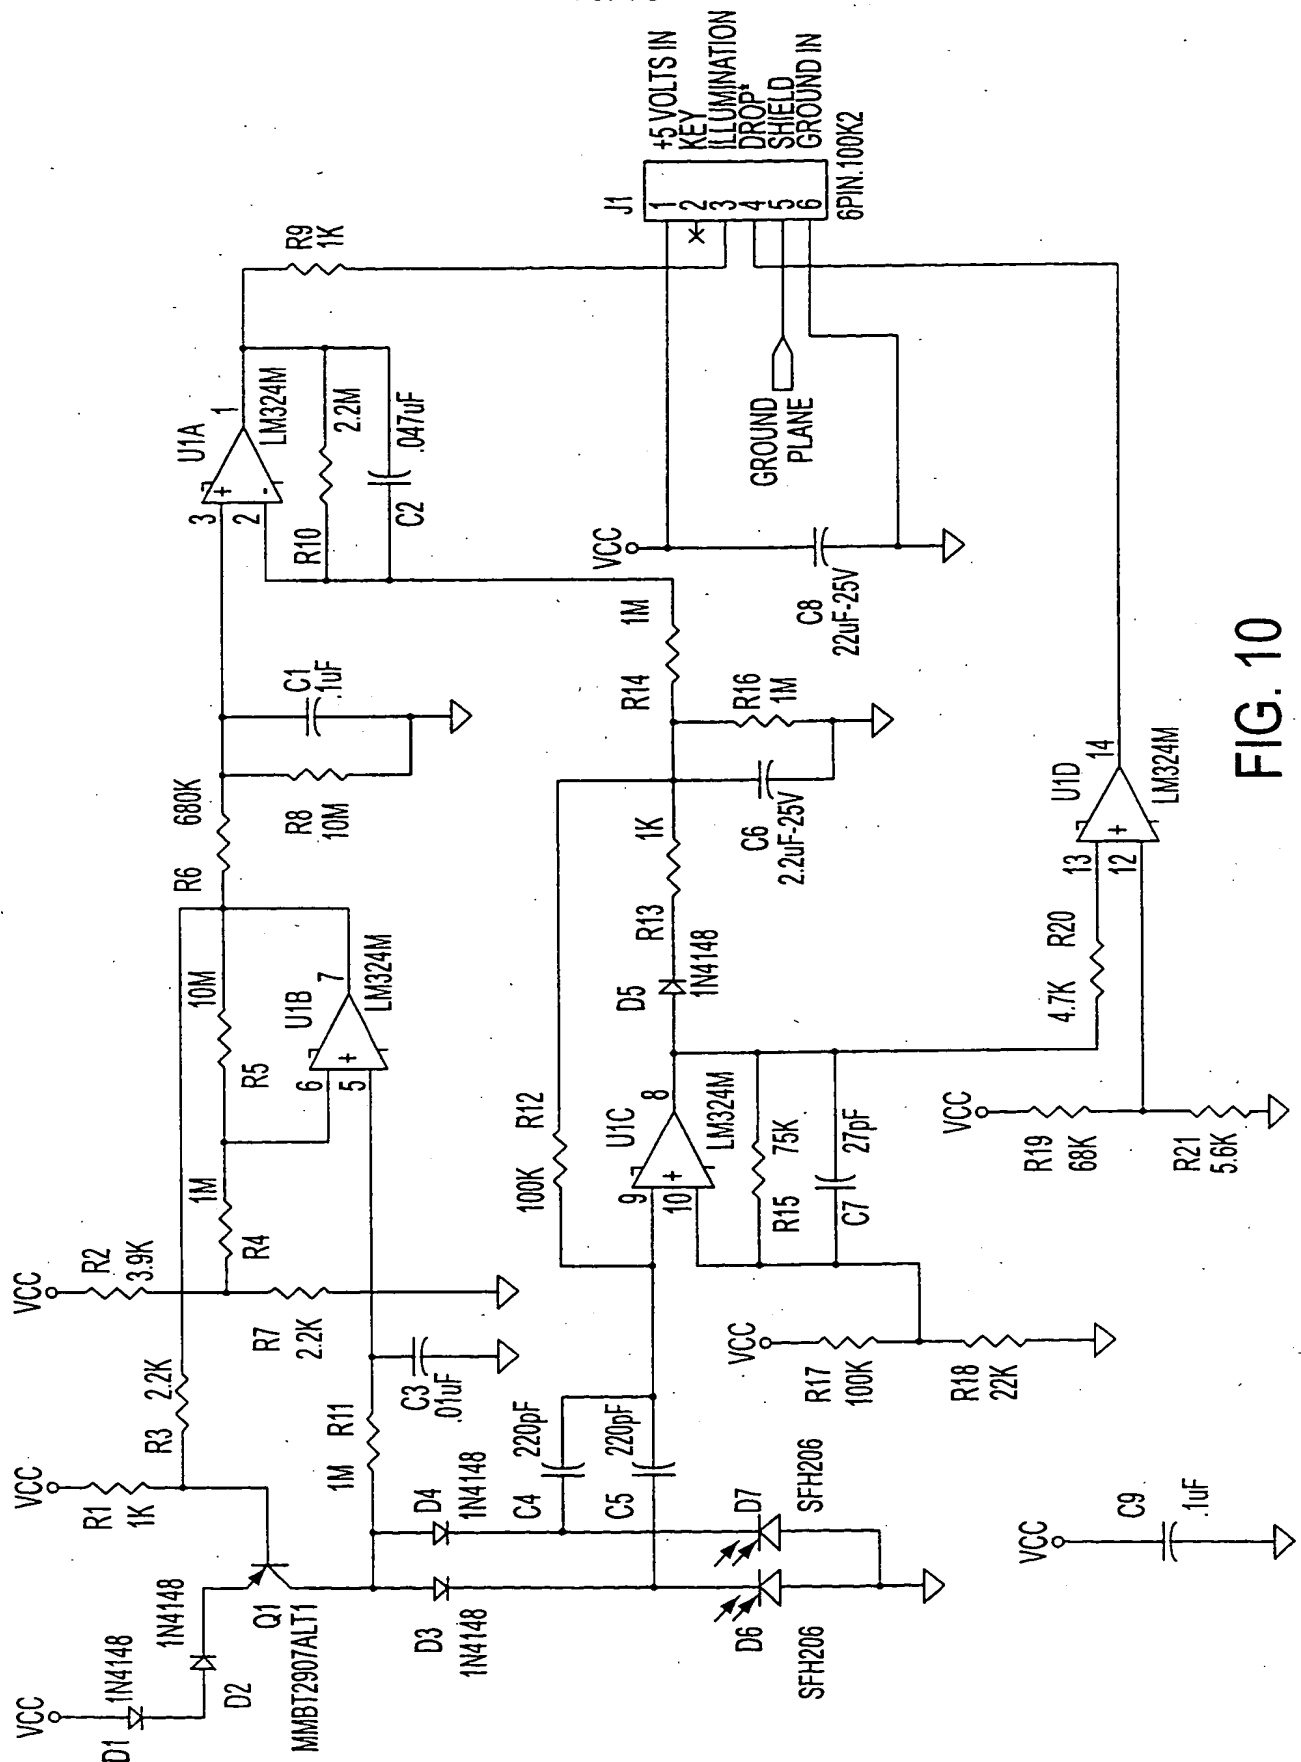 VCC
D1
1N4148
D2
1N4148
Q1
MMBT2907ALT1
VCC
R1
1K
R3
2.2K
VCC
R2
3.9K
R7
2.2K
R4
1M
R5
10M
6
5
+
U1B
7
LM324M
R6
680K
R8
10M
C1
.1uF
3
2
+
-
U1A
1
LM324M
R10
2.2M
C2
.047uF
R9
1K
R11
1M
C3
.01uF
D3
1N4148
D4
1N4148
C4
220pF
C5
220pF
D6
SFH206
D7
SFH206
R12
100K
9
10
+
U1C
8
LM324M
R15
75K
C7
27pF
VCC
R17
100K
R18
22K
D5
1N4148
R13
1K
C6
2.2uF-25V
R14
1M
R16
1M
VCC
C8
22uF-25V
GROUND
PLANE
J1
1
2
3
4
5
6
+5 VOLTS IN
KEY
ILLUMINATION
DROP*
SHIELD
GROUND IN
6PIN.100K2
4.7K
R20
VCC
R19
68K
R21
5.6K
13
12
+
U1D
14
LM324M
VCC
C9
.1uF
FIG. 10